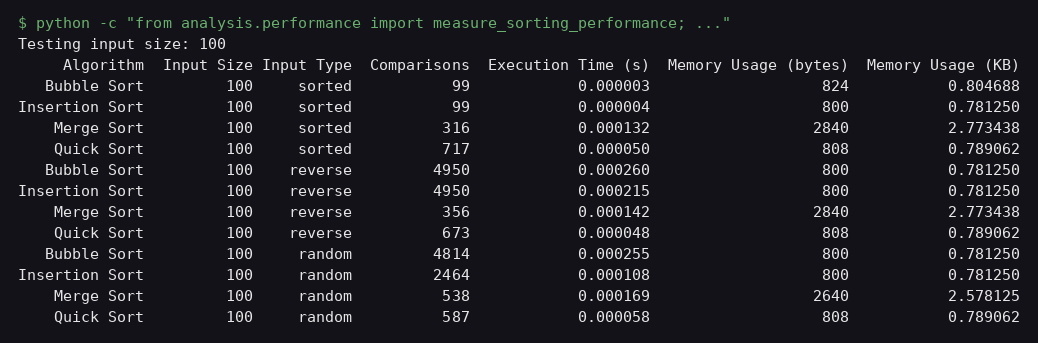 $ python -c "from analysis.performance import measure_sorting_performance; ..."
Testing input size: 100
     Algorithm  Input Size Input Type  Comparisons  Execution Time (s)  Memory Usage (bytes)  Memory Usage (KB)
   Bubble Sort         100     sorted           99            0.000003                   824           0.804688
Insertion Sort         100     sorted           99            0.000004                   800           0.781250
    Merge Sort         100     sorted          316            0.000132                  2840           2.773438
    Quick Sort         100     sorted          717            0.000050                   808           0.789062
   Bubble Sort         100    reverse         4950            0.000260                   800           0.781250
Insertion Sort         100    reverse         4950            0.000215                   800           0.781250
    Merge Sort         100    reverse          356            0.000142                  2840           2.773438
    Quick Sort         100    reverse          673            0.000048                   808           0.789062
   Bubble Sort         100     random         4814            0.000255                   800           0.781250
Insertion Sort         100     random         2464            0.000108                   800           0.781250
    Merge Sort         100     random          538            0.000169                  2640           2.578125
    Quick Sort         100     random          587            0.000058                   808           0.789062